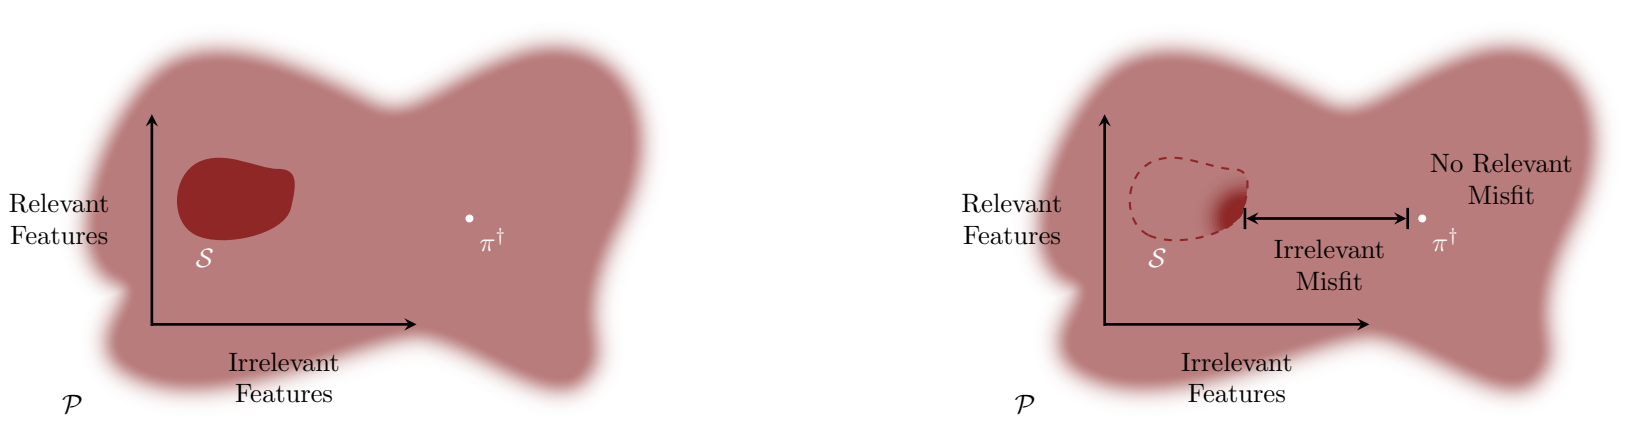 Relevant
Features
𝒮
π†
Irrelevant
Features
𝒫
No Relevant
Misfit
Relevant
Features
𝒮
Irrelevant
Misfit
π†
Irrelevant
Features
𝒫